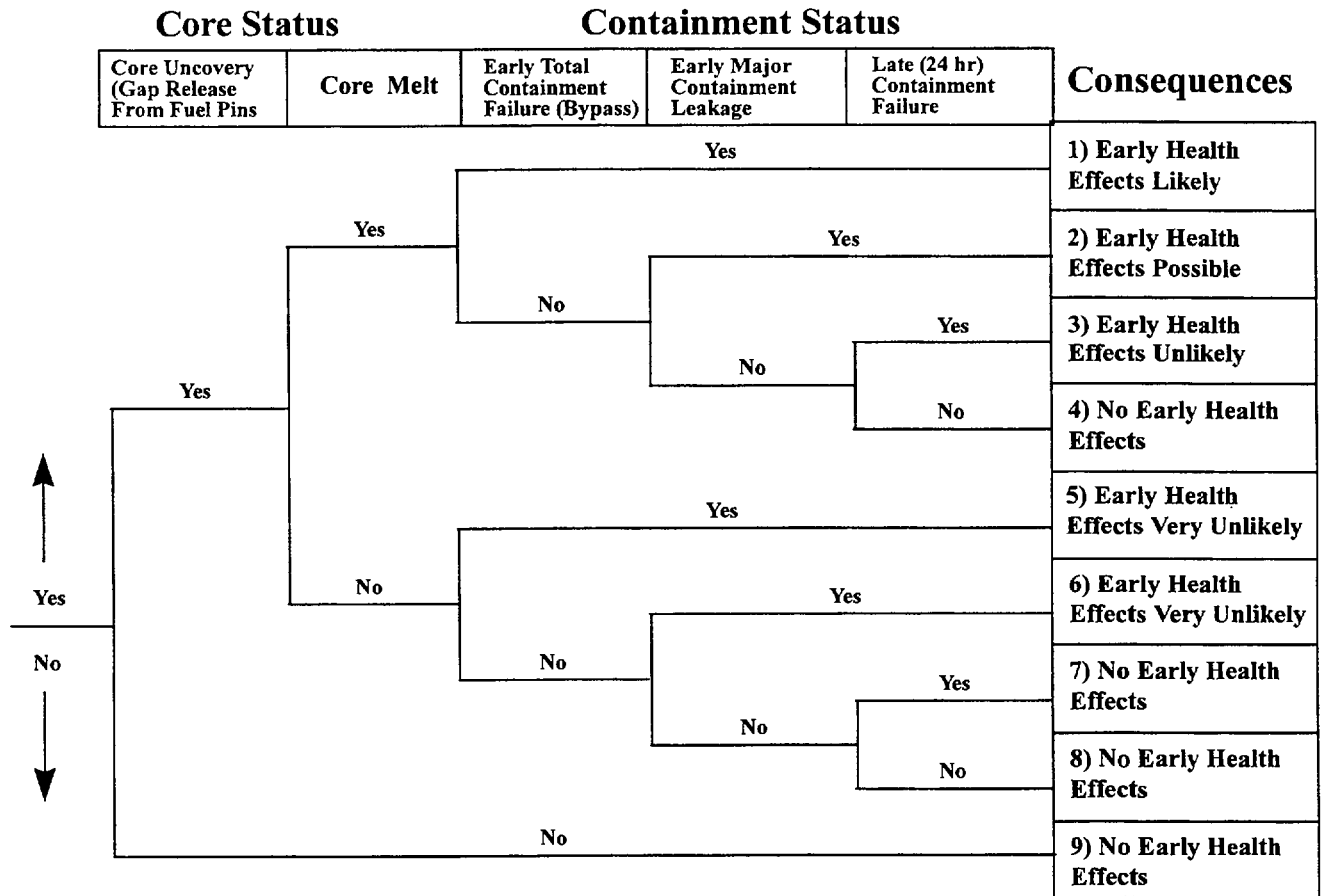 Core Status
Containment Status
Core Uncovery
(Gap Release
From Fuel Pins
Core Melt
Early Total
Containment
Failure (Bypass)
Early Major
Containment
Leakage
Late (24 hr)
Containment
Failure
Consequences
Yes
1) Early Health
Effects Likely
Yes
Yes
2) Early Health
Effects Possible
No
Yes
3) Early Health
Effects Unlikely
No
Yes
No
4) No Early Health
Effects
Yes
5) Early Health
Effects Very Unlikely
No
Yes
Yes
6) Early Health
Effects Very Unlikely
No
No
Yes
7) No Early Health
Effects
No
No
8) No Early Health
Effects
No
9) No Early Health
Effects